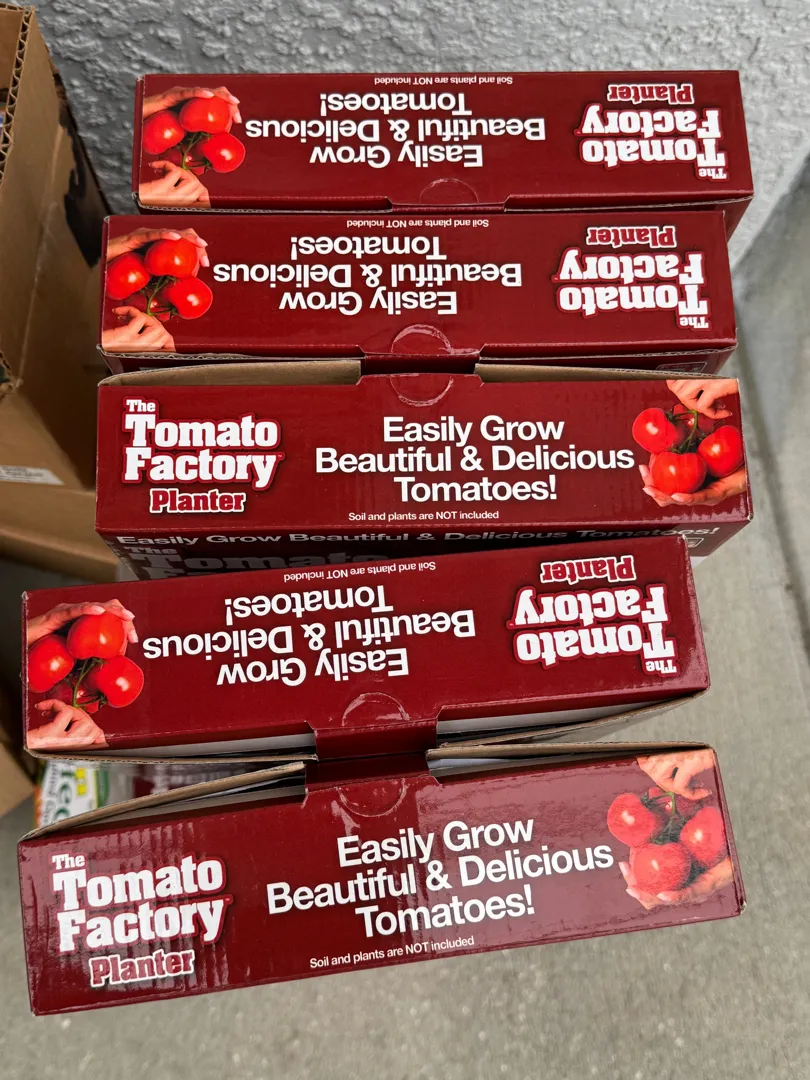 Soil and plants are NOT included
Easily Grow
Beautiful & Delicious
Tomatoes!
The
Tomato
Factory
Planter
Soil and plants are NOT included
Easily Grow
Beautiful & Delicious
Tomatoes!
The
Tomato
Factory
Planter
The
Tomato
Factory
Planter
Easily Grow
Beautiful & Delicious
Tomatoes!
Soil and plants are NOT included
Easily Grow Beautiful & Delicious Tomatoes!
The
Tomato
The
Tomato
Factory
Planter
Easily Grow
Beautiful & Delicious
Tomatoes!
Soil and plants are NOT included
The
Tomato
Factory
Planter
Easily Grow
Beautiful & Delicious
Tomatoes!
Soil and plants are NOT included